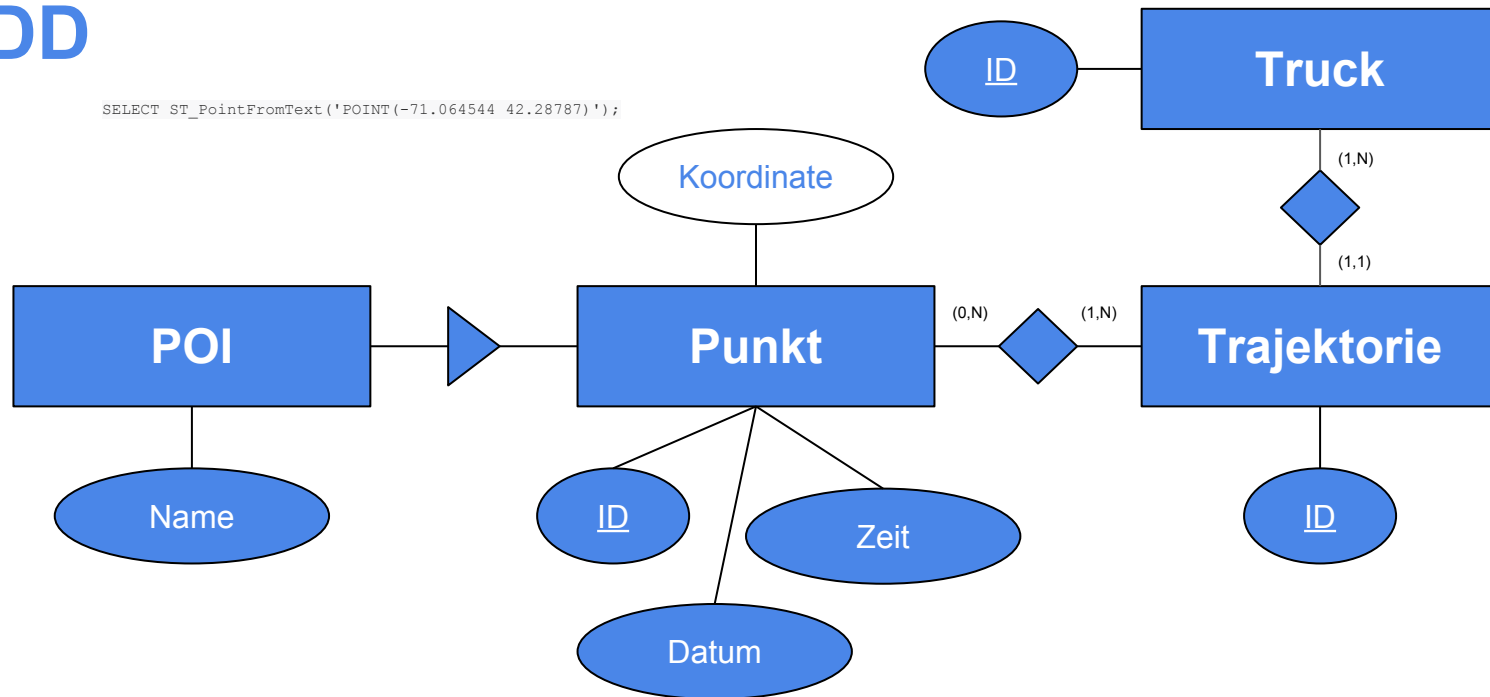 DD
SELECT ST_PointFromText('POINT(-71.064544 42.28787)');
ID
Truck
(1,N)
Koordinate
(1,1)
POI
Punkt
(0,N)
(1,N)
Trajektorie
Name
ID
Zeit
ID
Datum